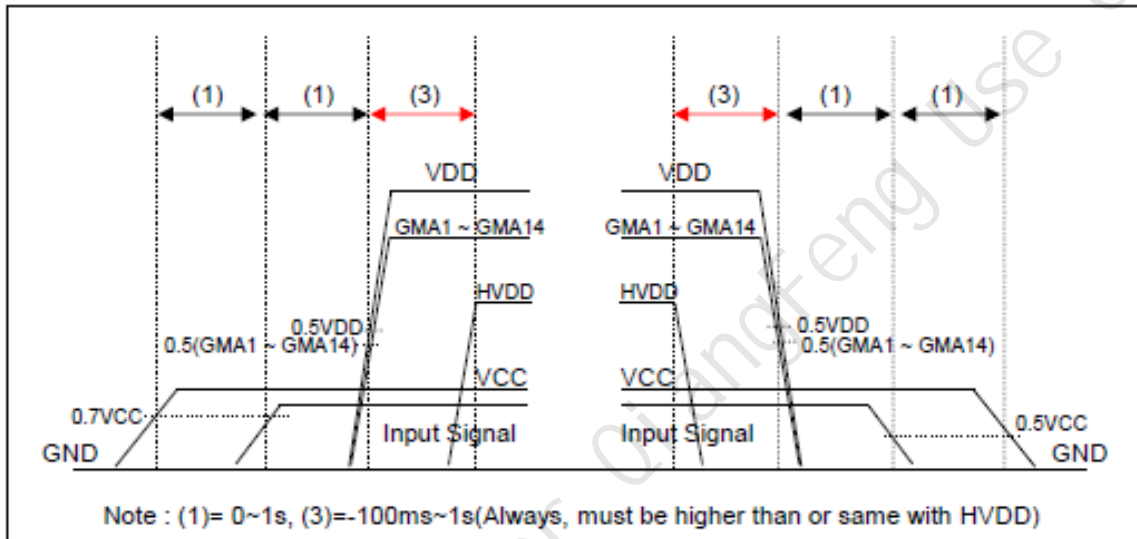 (1) (1) (3) (3) (1) (1)
VDD VDD
GMA1 ~ GMA14 GMA1 ~ GMA14
HVDD HVDD
0.5VDD 0.5VDD
0.5(GMA1 ~ GMA14) 0.5(GMA1 ~ GMA14)
VCC VCC
0.7VCC 0.5VCC
Input Signal Input Signal
GND GND
Note : (1)= 0~1s, (3)=-100ms~1s(Always, must be higher than or same with HVDD)
QiangFeng Use